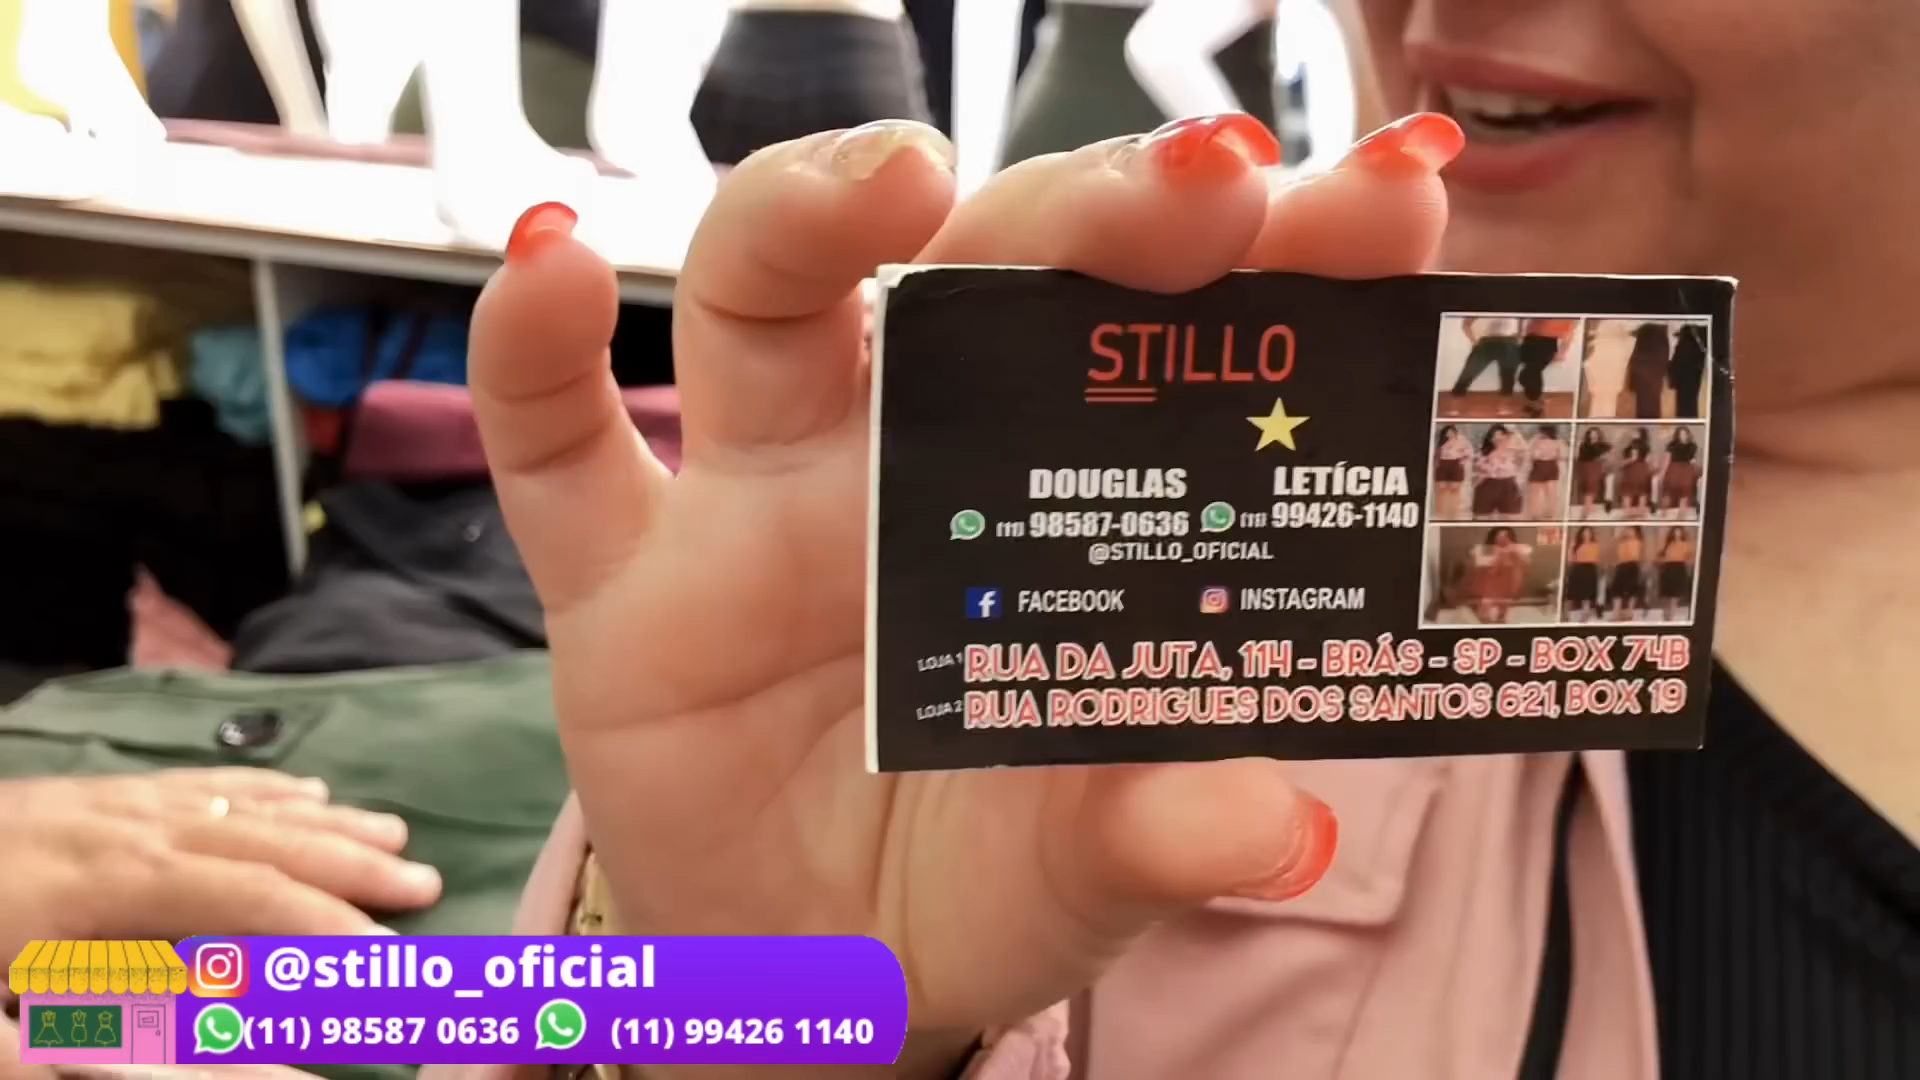 STILLO
DOUGLAS LETÍCIA
(11) 98587-0636 (11) 99426-1140
@STILLO_OFICIAL
FACEBOOK INSTAGRAM
LOJA 1 RUA DA JUTA, 114 - BRÁS - SP - BOX 74B
LOJA 2 RUA RODRIGUES DOS SANTOS 621, BOX 19
@stillo_oficial
(11) 98587 0636 (11) 99426 1140